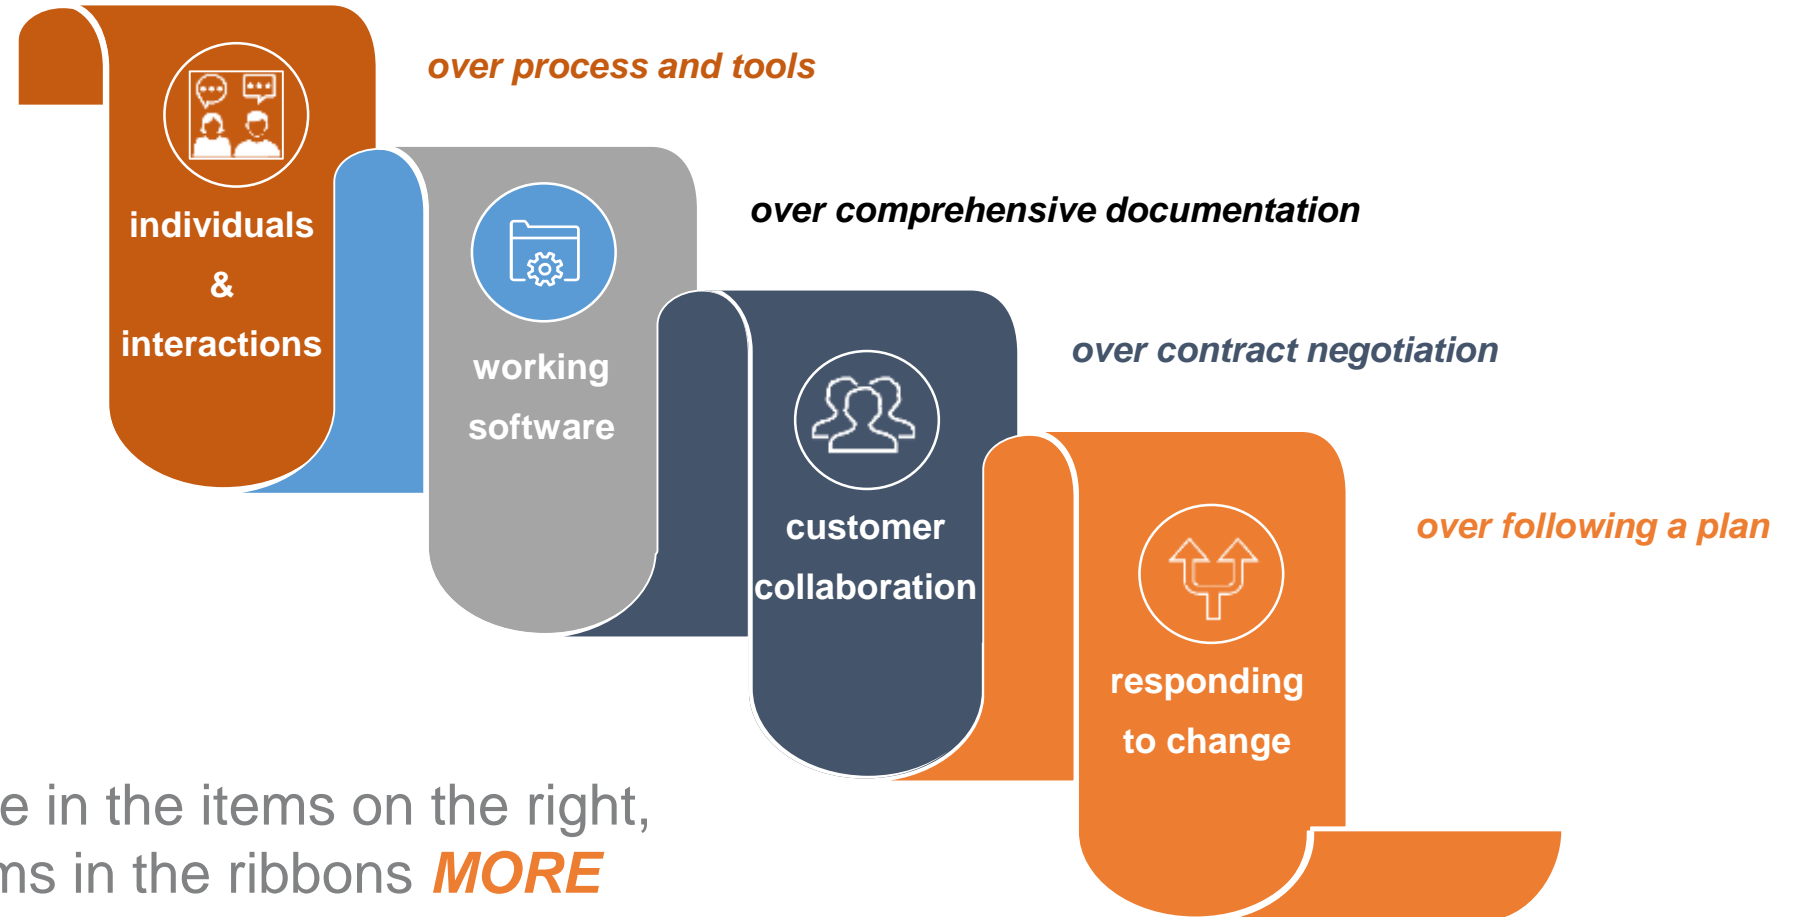 over process and tools
individuals
&
interactions
over comprehensive documentation
working
software
over contract negotiation
customer
collaboration
over following a plan
responding
to change
e in the items on the right,
ms in the ribbons MORE